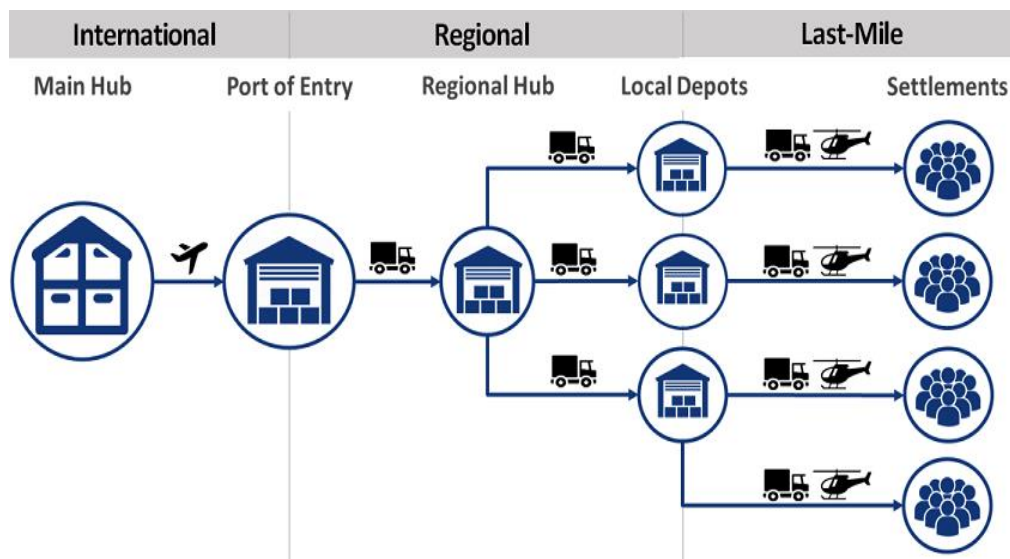 International Regional Last-Mile
Main Hub Port of Entry Regional Hub Local Depots Settlements